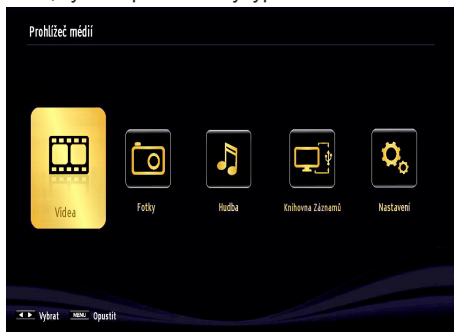 Prohlížeč médií
Videa
Fotky
Hudba
Knihovna Záznamů
Nastavení
Vybrat MENU Opustit